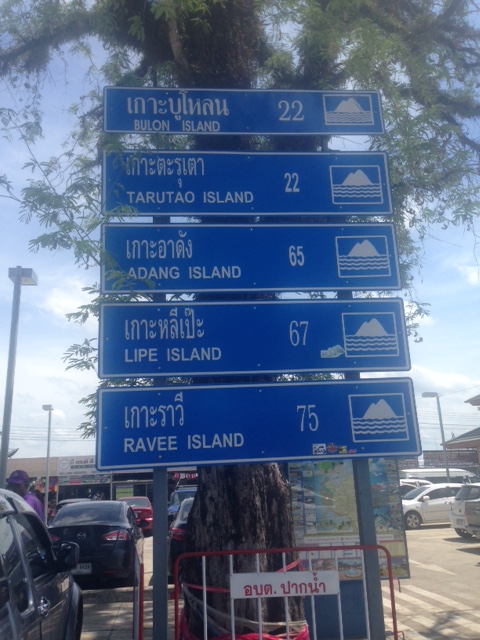 เกาะบูโหลน 22
BULON ISLAND
เกาะตะรุเตา 22
TARUTAO ISLAND
เกาะอาดัง 65
ADANG ISLAND
เกาะหลีเป๊ะ 67
LIPE ISLAND
เกาะราวี 75
RAVEE ISLAND
อบต. ปากน้ำ